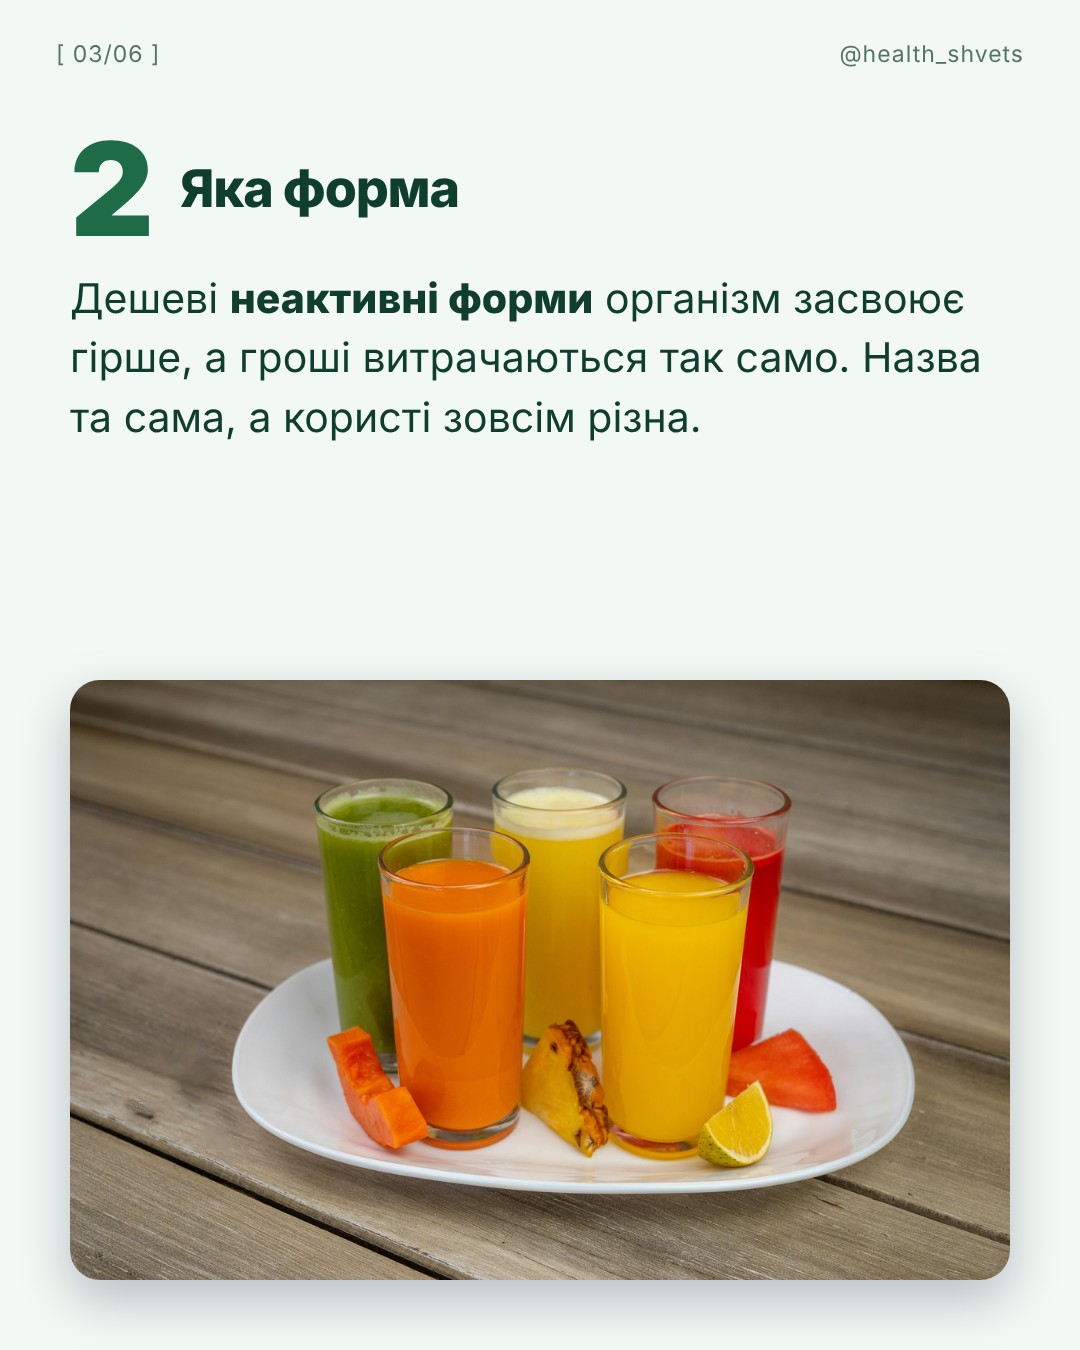 [ 03/06 ]
@health_shvets
2 Яка форма
Дешеві неактивні форми організм засвоює
гірше, а гроші витрачаються так само. Назва
та сама, а користі зовсім різна.